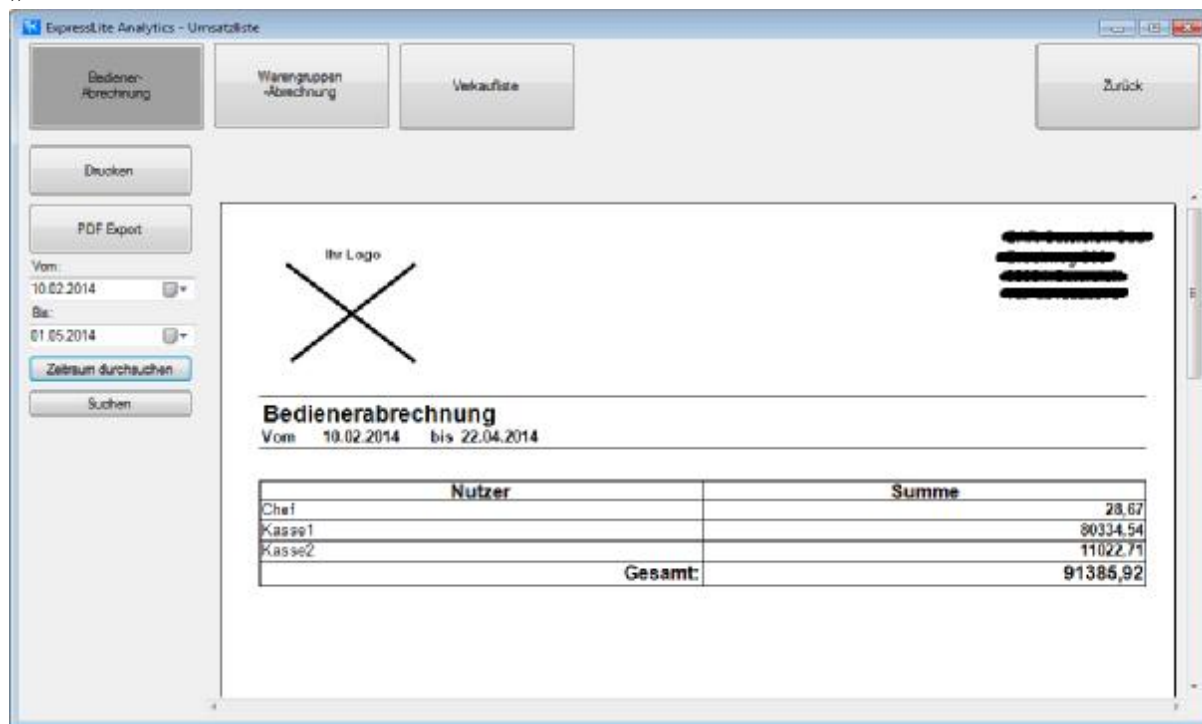 ExpressLite Analytics - Umsatzliste
Bediener-
Abrechnung
Warengruppen
-Abrechnung
Verkaufliste
Zurück
Drucken
PDF Export
Vom:
10.02.2014
Bis:
01.05.2014
Zeitraum durchsuchen
Suchen
Ihr Logo
Bedienerabrechnung
Vom 10.02.2014 bis 22.04.2014
Nutzer Summe
Chef 28,67
Kasse1 80334,54
Kasse2 11022,71
Gesamt: 91385,92